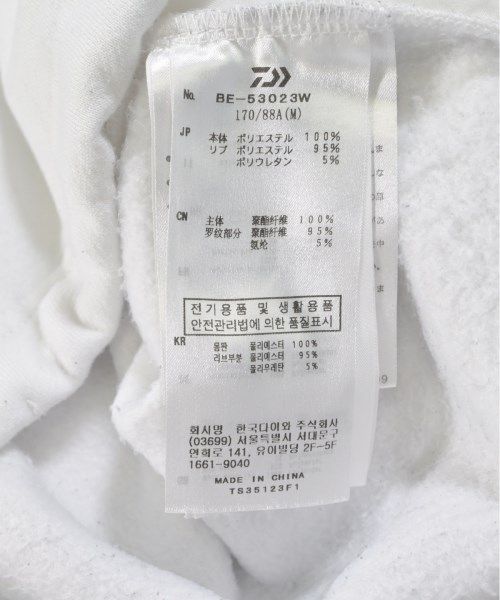 No. BE-53023W
170/88A(M)
JP 本体 ポリエステル 100%
リブ ポリエステル 95%
ポリウレタン 5%
CN 主体 聚酯纤维 100%
罗纹部分 聚酯纤维 95%
氨纶 5%
전기용품 및 생활용품
안전관리법에 의한 품질표시
KR 몸판 폴리에스터 100%
리브부분 폴리에스터 95%
폴리우레탄 5%
회사명 한국다이와 주식회사
(03699) 서울특별시 서대문구
연희로 141, 유이빌딩 2F-5F
1661-9040
MADE IN CHINA
TS35123F1